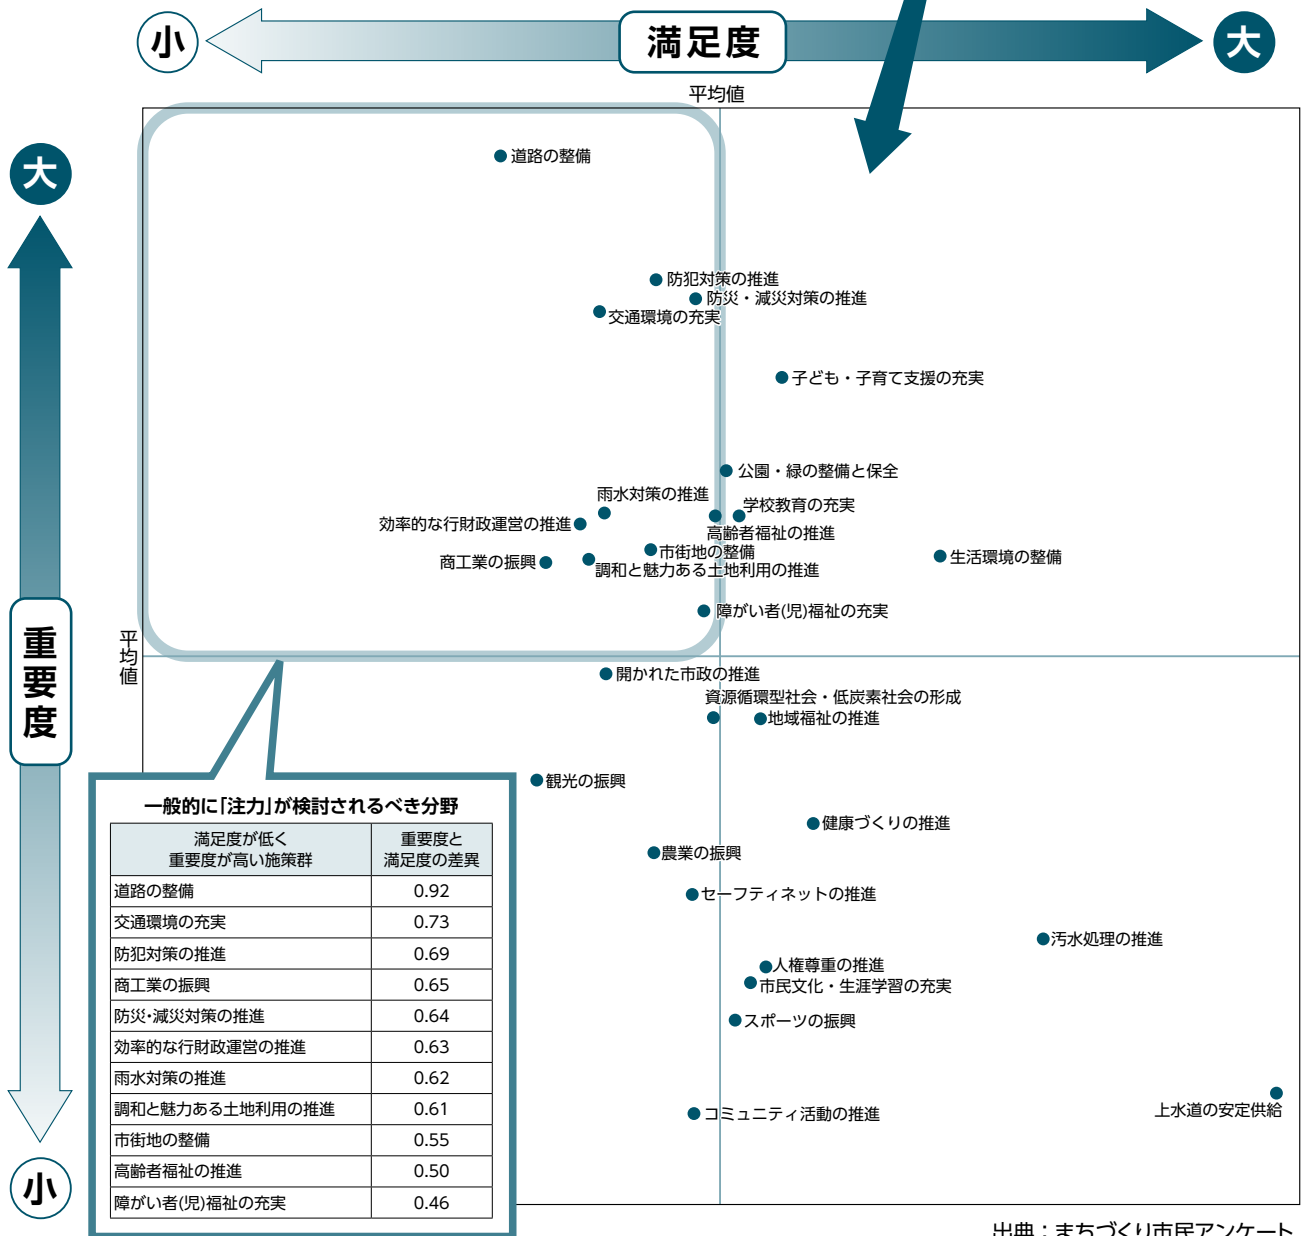 小
満足度
大
平均値
大
重要度
小
平均値
道路の整備
防犯対策の推進
防災・減災対策の推進
交通環境の充実
子ども・子育て支援の充実
公園・緑の整備と保全
雨水対策の推進
学校教育の充実
効率的な行財政運営の推進
高齢者福祉の推進
市街地の整備
商工業の振興
調和と魅力ある土地利用の推進
生活環境の整備
障がい者(児)福祉の充実
開かれた市政の推進
資源循環型社会・低炭素社会の形成
地域福祉の推進
観光の振興
健康づくりの推進
農業の振興
セーフティネットの推進
汚水処理の推進
人権尊重の推進
市民文化・生涯学習の充実
スポーツの振興
上水道の安定供給
コミュニティ活動の推進
一般的に「注力」が検討されるべき分野
満足度が低く
重要度が高い施策群
重要度と
満足度の差異
道路の整備 0.92
交通環境の充実 0.73
防犯対策の推進 0.69
商工業の振興 0.65
防災・減災対策の推進 0.64
効率的な行財政運営の推進 0.63
雨水対策の推進 0.62
調和と魅力ある土地利用の推進 0.61
市街地の整備 0.55
高齢者福祉の推進 0.50
障がい者(児)福祉の充実 0.46
出典：まちづくり市民アンケート